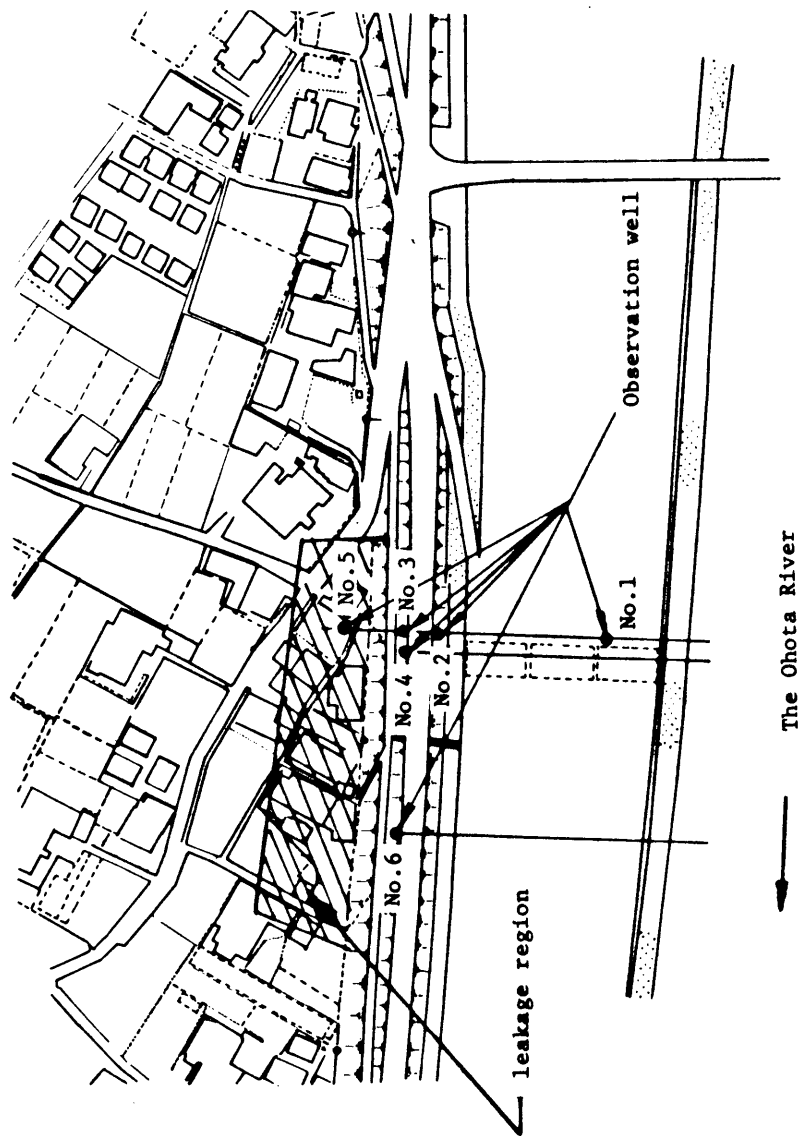 Observation well
No.5
No.3
No.1
No.4
No.2
No.6
The Ohota River
leakage region